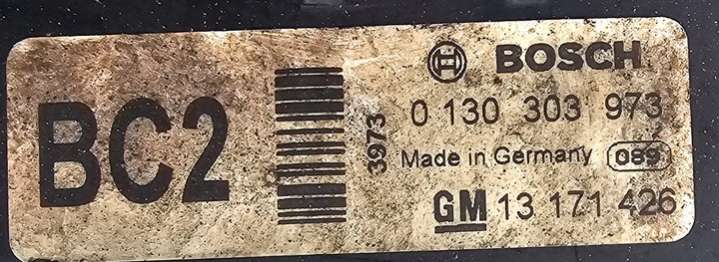 BC2
3973
BOSCH
0 130 303 973
Made in Germany 089
GM 13 171 426